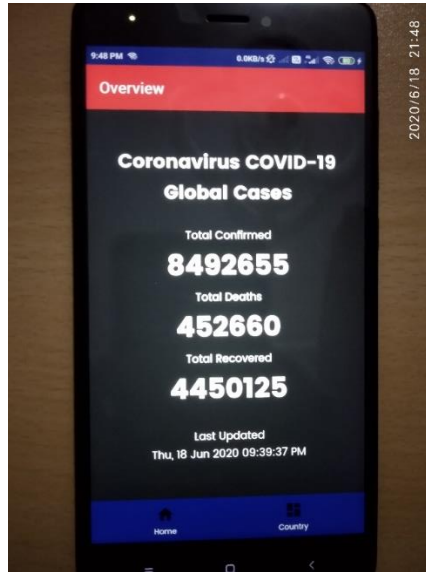 9:48 PM
0.0KB/s
Overview
Coronavirus COVID-19
Global Cases
Total Confirmed
8492655
Total Deaths
452660
Total Recovered
4450125
Last Updated
Thu, 18 Jun 2020 09:39:37 PM
Home
Country
2020/6/18 21:48